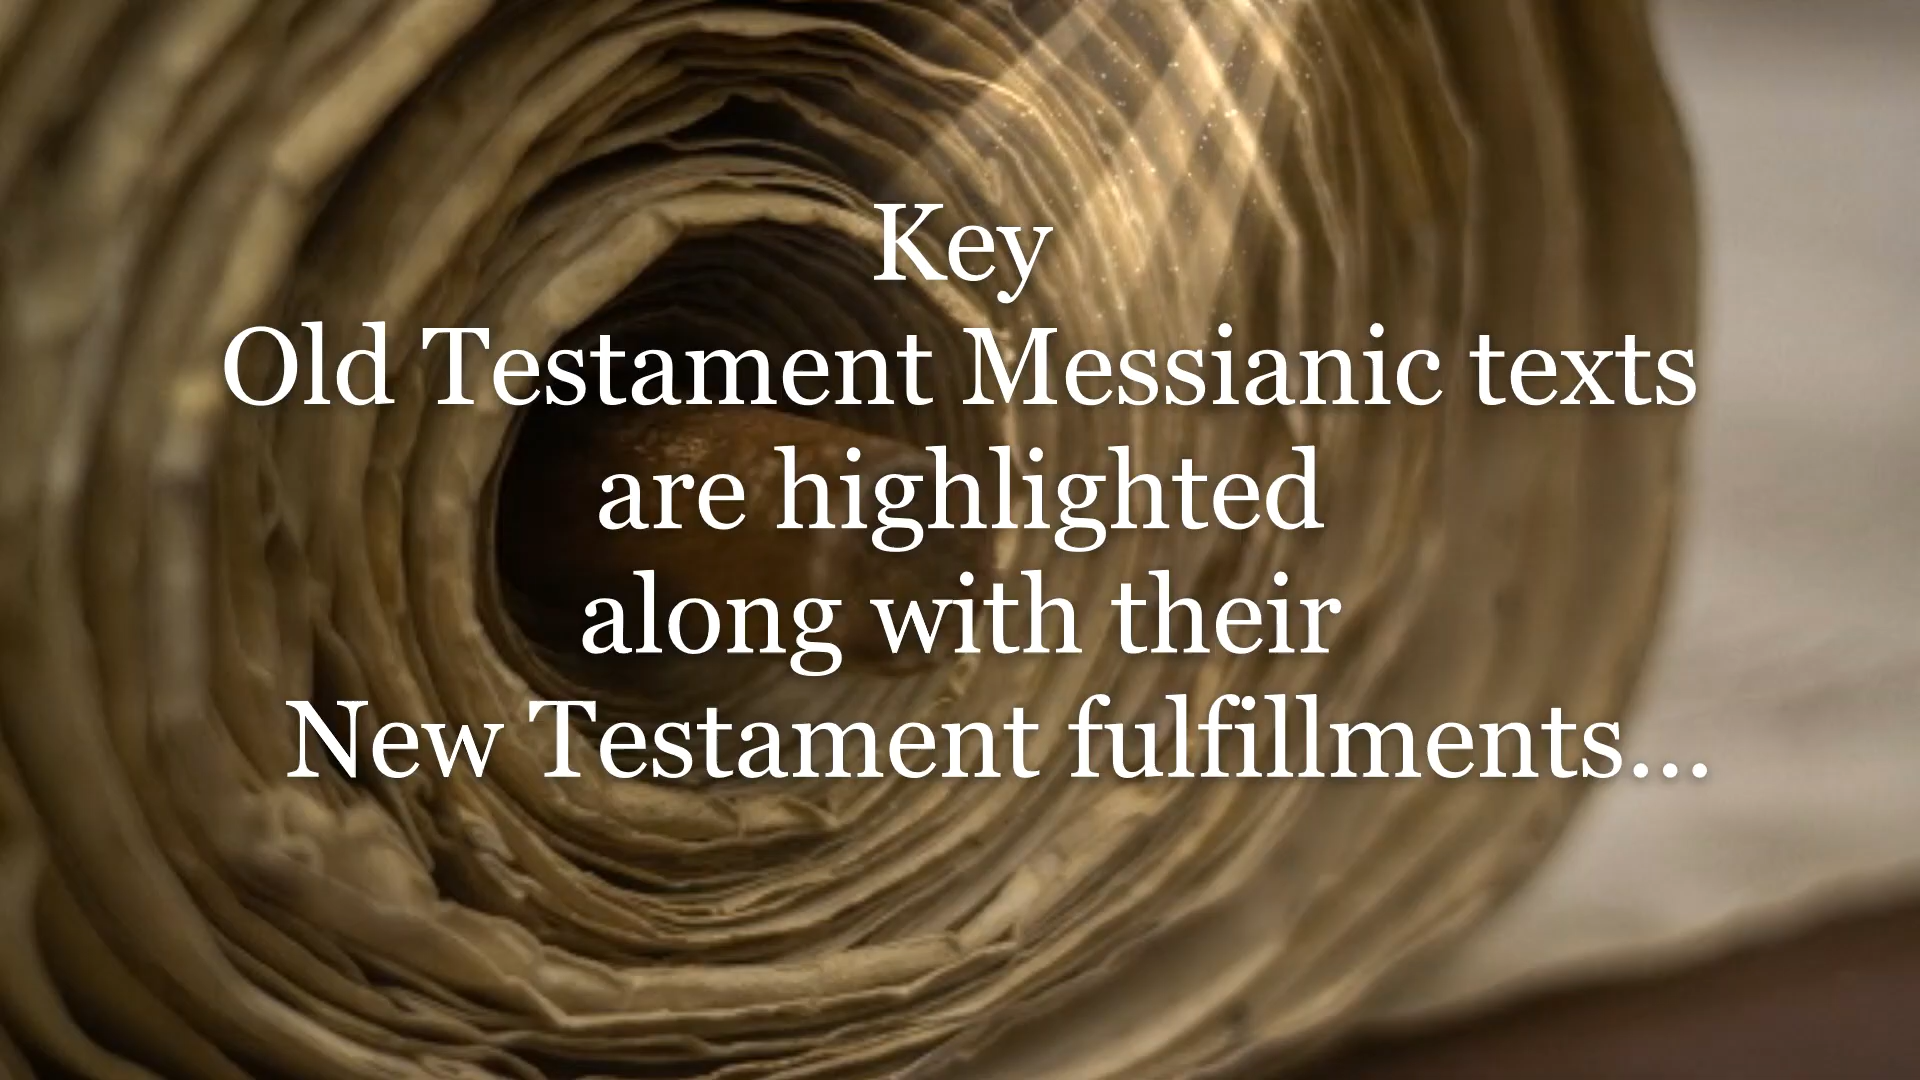 Key
Old Testament Messianic texts
are highlighted
along with their
New Testament fulfillments...